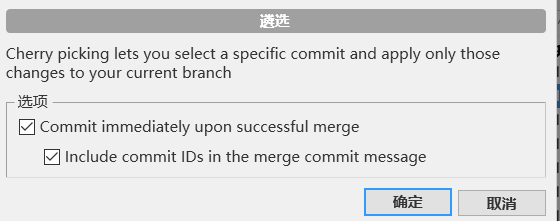 遴选
Cherry picking lets you select a specific commit and apply only those
changes to your current branch
选项
Commit immediately upon successful merge
Include commit IDs in the merge commit message
确定 取消